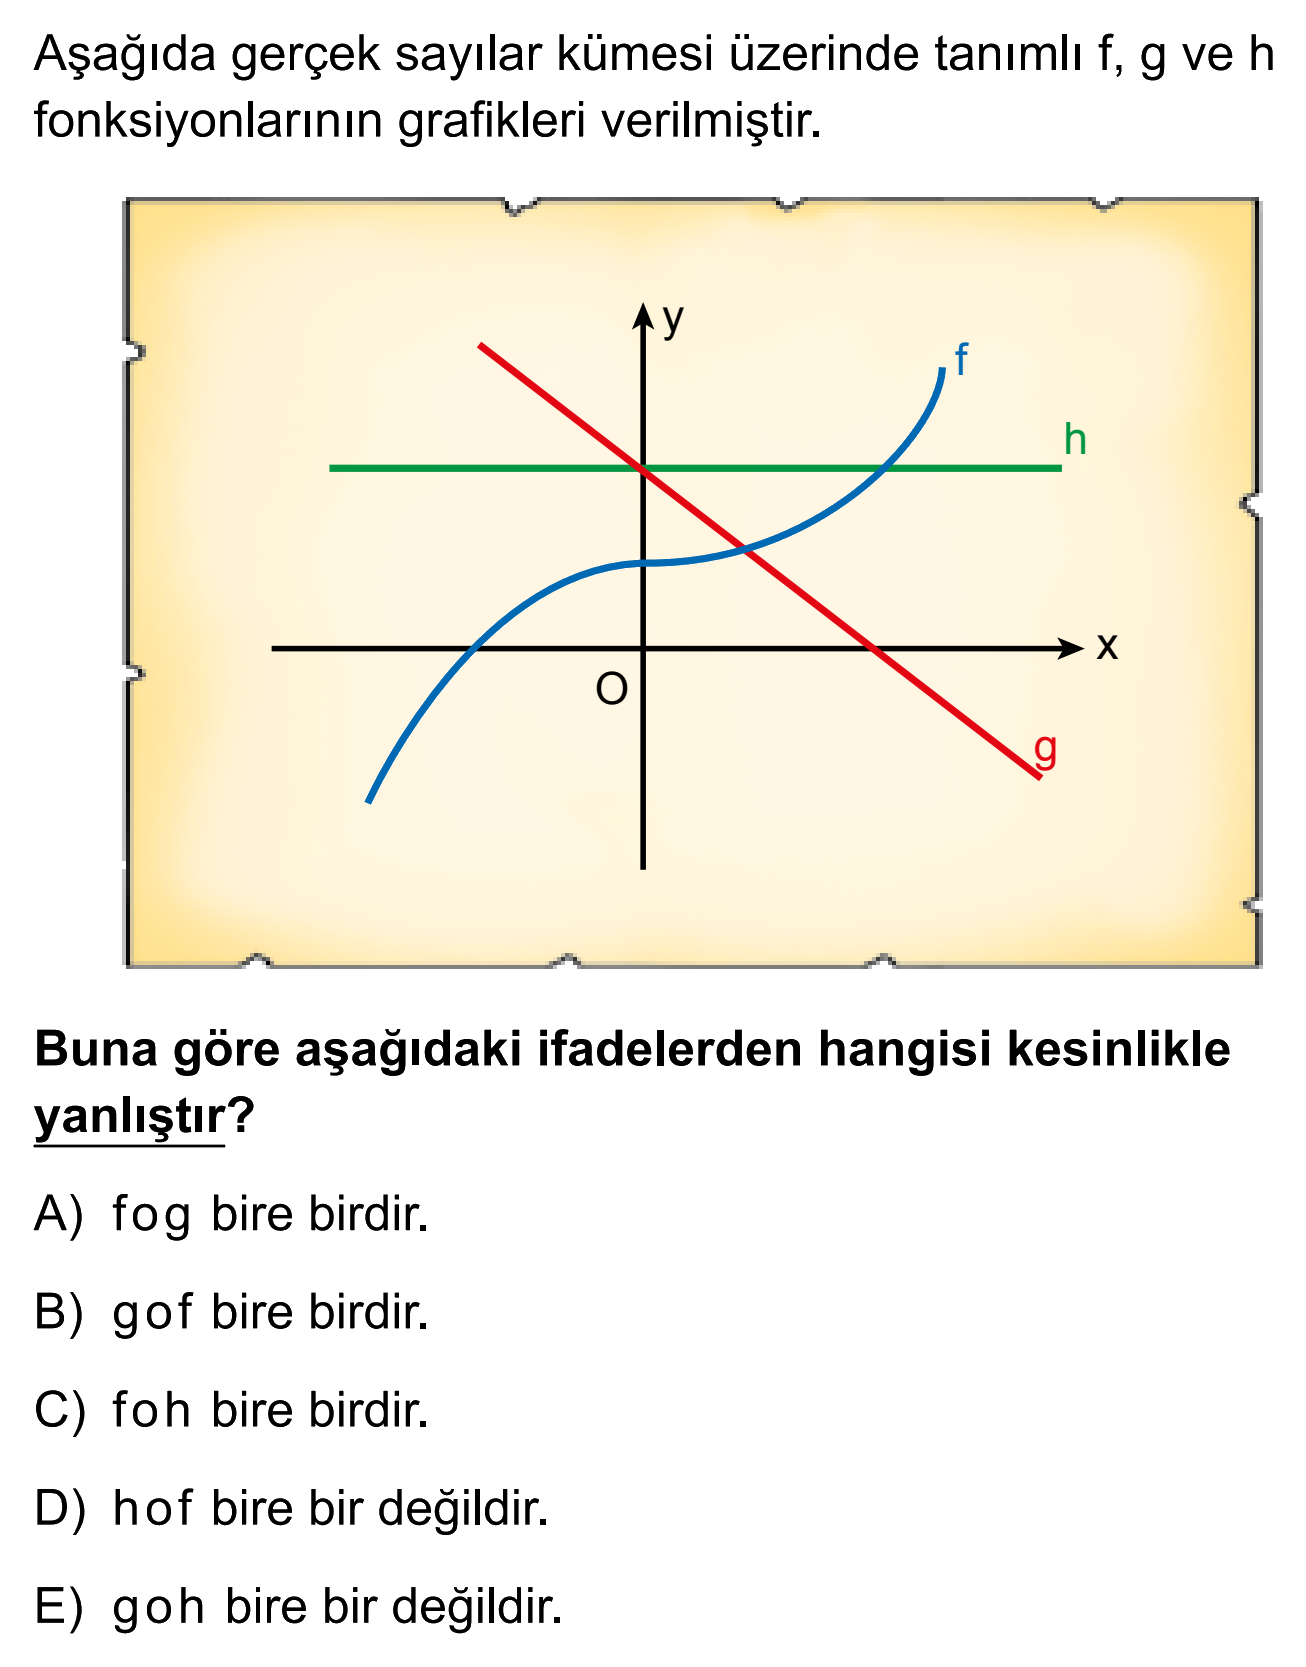 Aşağıda gerçek sayılar kümesi üzerinde tanımlı f, g ve h
fonksiyonlarının grafikleri verilmiştir.
y
f
h
x
O
g
Buna göre aşağıdaki ifadelerden hangisi kesinlikle
yanlıştır?
A) fog bire birdir.
B) gof bire birdir.
C) foh bire birdir.
D) hof bire bir değildir.
E) goh bire bir değildir.